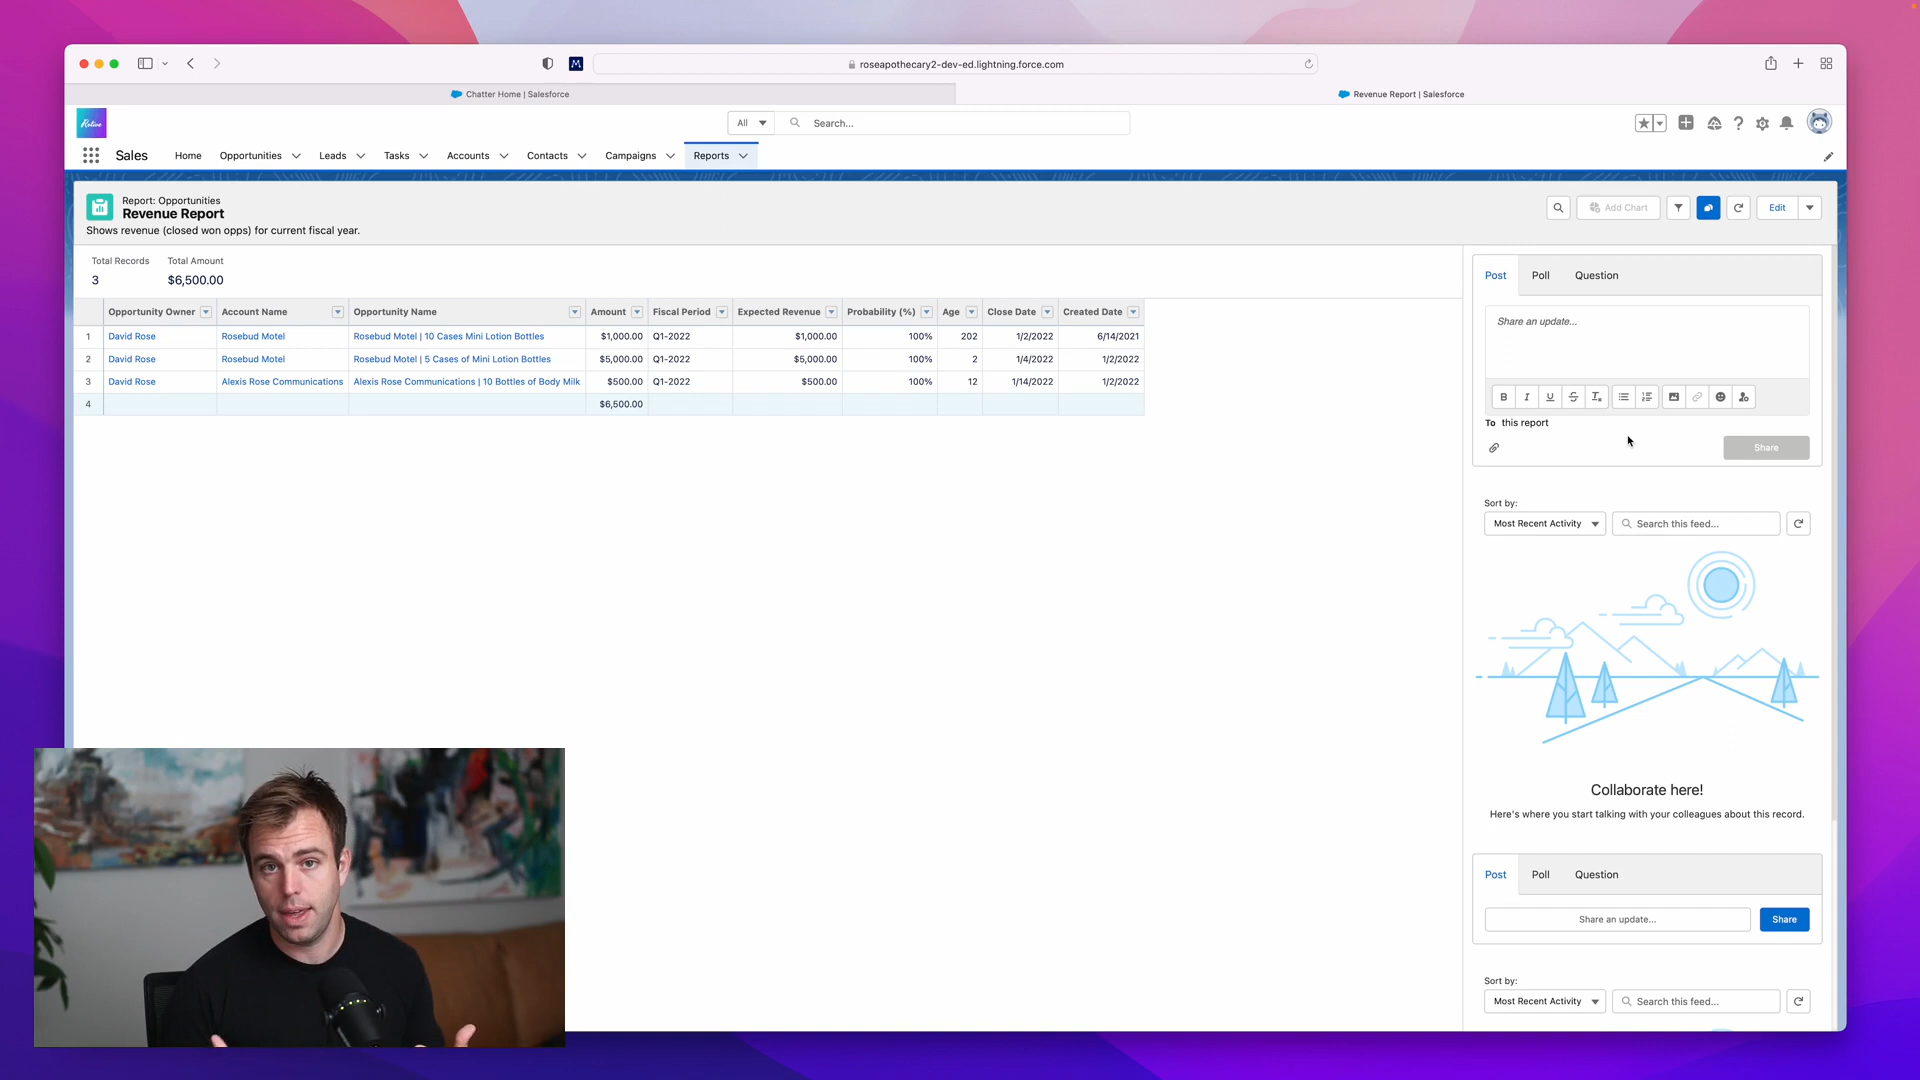 roseapothecary2-dev-ed.lightning.force.com
Chatter Home | Salesforce
Revenue Report | Salesforce
All
Search...
Sales
Home
Opportunities
Leads
Tasks
Accounts
Contacts
Campaigns
Reports
Report: Opportunities
Revenue Report
Shows revenue (closed won opps) for current fiscal year.
Add Chart
Edit
Total Records
Total Amount
3
$6,500.00
Opportunity Owner Account Name Opportunity Name Amount Fiscal Period Expected Revenue Probability (%) Age Close Date Created Date
1 David Rose Rosebud Motel Rosebud Motel | 10 Cases Mini Lotion Bottles $1,000.00 Q1-2022 $1,000.00 100% 202 1/2/2022 6/14/2021
2 David Rose Rosebud Motel Rosebud Motel | 5 Cases of Mini Lotion Bottles $5,000.00 Q1-2022 $5,000.00 100% 2 1/4/2022 1/2/2022
3 David Rose Alexis Rose Communications Alexis Rose Communications | 10 Bottles of Body Milk $500.00 Q1-2022 $500.00 100% 12 1/14/2022 1/2/2022
4 $6,500.00
Post Poll Question
Share an update...
B I U S Tx
To this report
Share
Sort by:
Most Recent Activity
Search this feed...
Collaborate here!
Here's where you start talking with your colleagues about this record.
Post Poll Question
Share an update...
Share
Sort by:
Most Recent Activity
Search this feed...